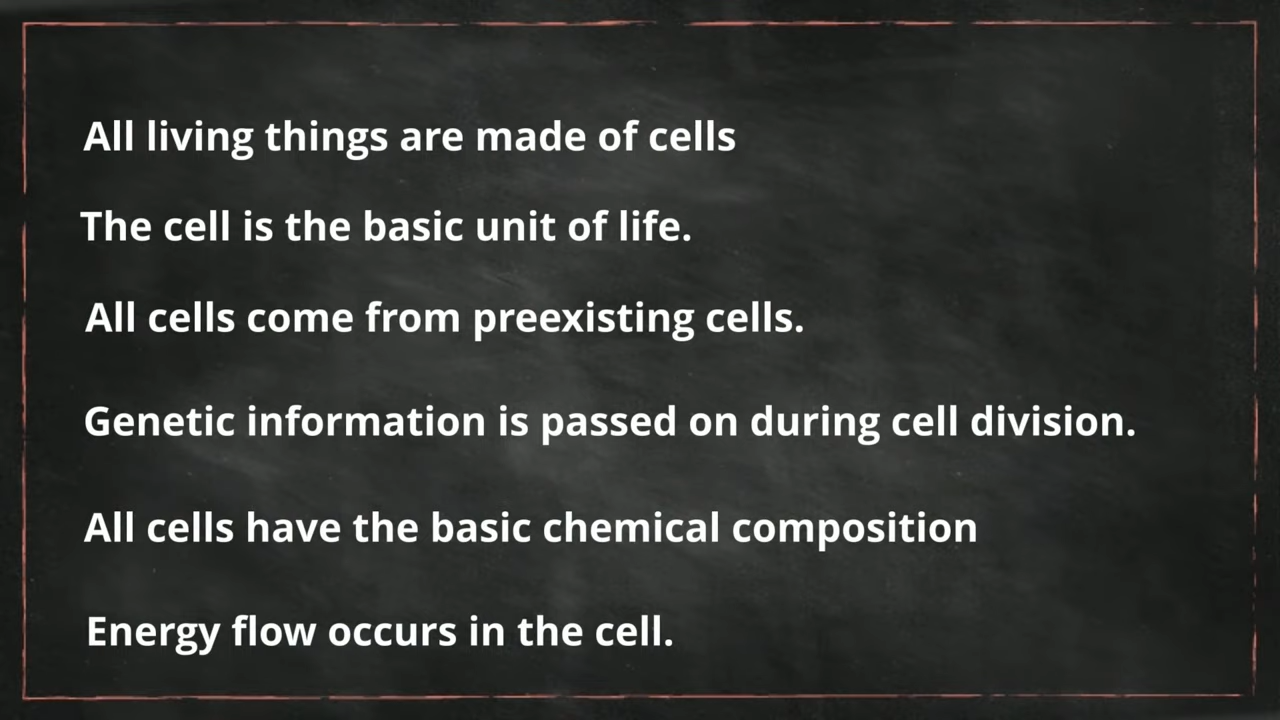 All living things are made of cells
The cell is the basic unit of life.
All cells come from preexisting cells.
Genetic information is passed on during cell division.
All cells have the basic chemical composition
Energy flow occurs in the cell.